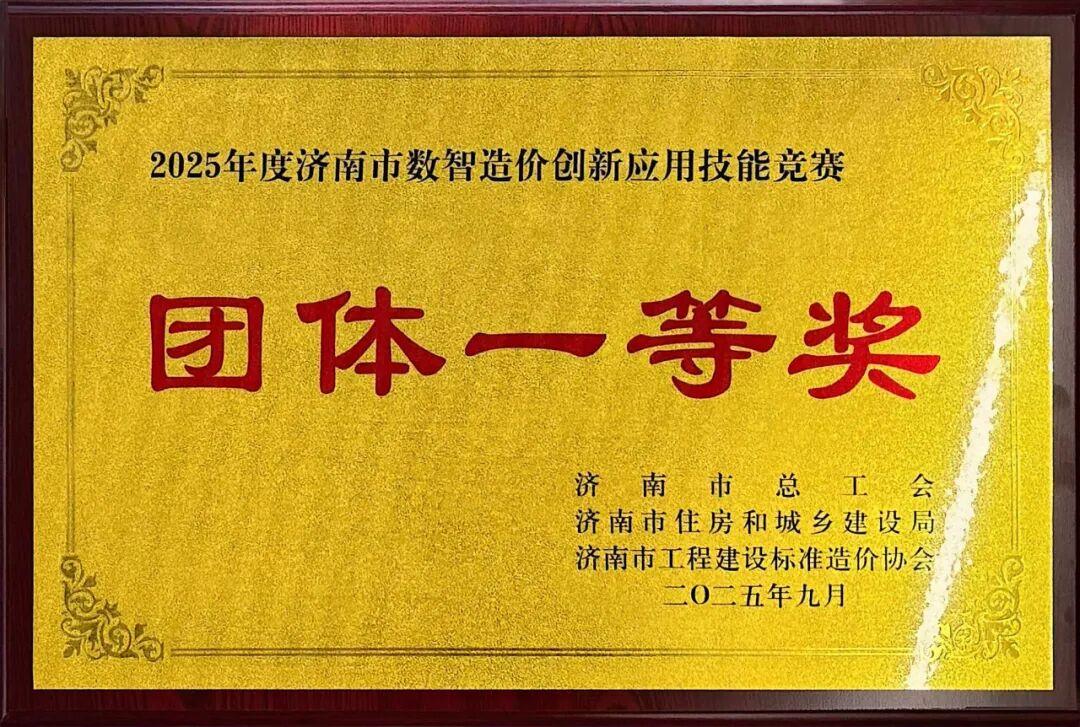 2025年度济南市数智造价创新应用技能竞赛
团体一等奖
济南市总工会
济南市住房和城乡建设局
济南市工程建设标准造价协会
二〇二五年九月